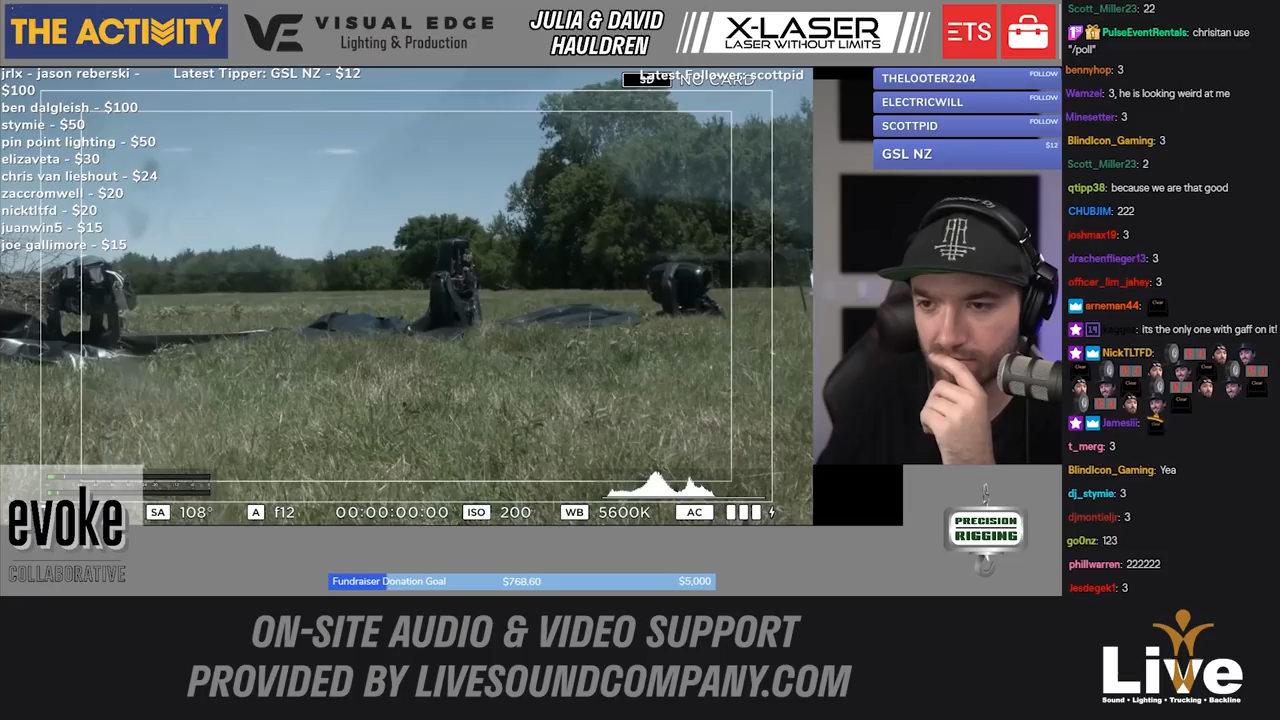 THE ACTIVITY
VISUAL EDGE
Lighting & Production
JULIA & DAVID
HAULDREN
X-LASER
LASER WITHOUT LIMITS
ETS
jrlx - jason reberski -
$100
ben dalgleish - $100
stymie - $50
pin point lighting - $50
elizaveta - $30
chris van lieshout - $24
zaccromwell - $20
nicktltfd - $20
juanwin5 - $15
joe gallimore - $15
Latest Tipper: GSL NZ - $12
Latest Follower: scottpid
NO CARD
THELOOTER2204 FOLLOW
ELECTRICWILL FOLLOW
SCOTTPID FOLLOW
GSL NZ $12
SA 108° A f12 00:00:00:00 ISO 200 WB 5600K AC
evoke
COLLABORATIVE
PRECISION
RIGGING
Fundraiser Donation Goal $768.60 $5,000
ON-SITE AUDIO & VIDEO SUPPORT
PROVIDED BY LIVESOUNDCOMPANY.COM
Scott_Miller23: 22
PulseEventRentals: chrisitan use
"/poll"
bennyhop: 3
Wamzel: 3, he is looking weird at me
Minesetter: 3
BlindIcon_Gaming: 3
Scott_Miller23: 2
qtipp38: because we are that good
CHUBJIM: 222
joshmax19: 3
drachenflieger13: 3
officer_lim_jahey: 3
arneman44:
its the only one with gaff on it!
NickTLTFD:
Jamesiii:
t_merg: 3
BlindIcon_Gaming: Yea
dj_stymie: 3
djmontieljr: 3
go0nz: 123
phillwarren: 222222
Jesdegek1: 3
Live
Sound • Lighting • Trucking • Backline